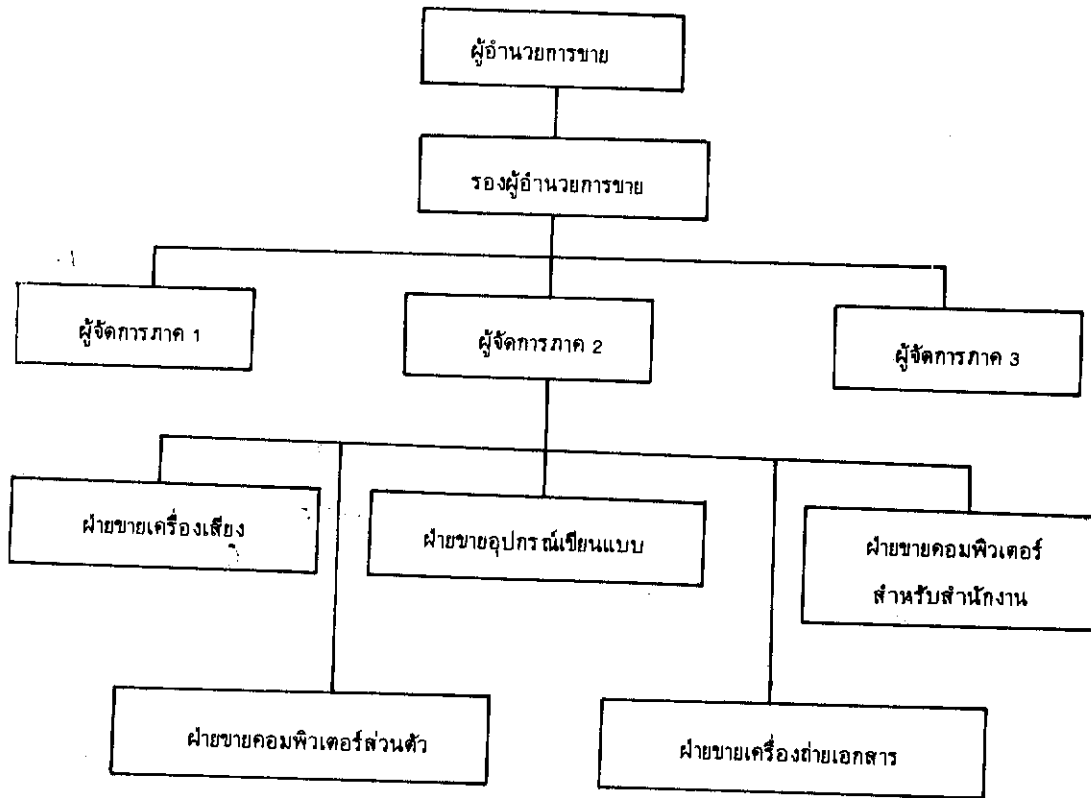 ผู้อำนวยการขาย
รองผู้อำนวยการขาย
ผู้จัดการภาค 1
ผู้จัดการภาค 2
ผู้จัดการภาค 3
ฝ่ายขายเครื่องเสียง
ฝ่ายขายอุปกรณ์เขียนแบบ
ฝ่ายขายคอมพิวเตอร์
สำหรับสำนักงาน
ฝ่ายขายคอมพิวเตอร์ส่วนตัว
ฝ่ายขายเครื่องถ่ายเอกสาร